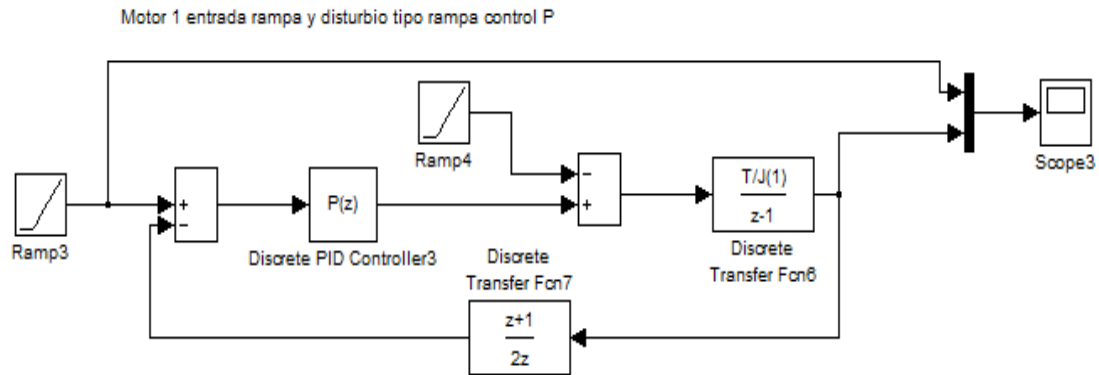 Motor 1 entrada rampa y disturbio tipo rampa control P
Ramp3
+
−
P(z)
Discrete PID Controller3
Ramp4
−
+
T/J(1)
z-1
Discrete
Transfer Fcn6
Scope3
Discrete
Transfer Fcn7
z+1
2z